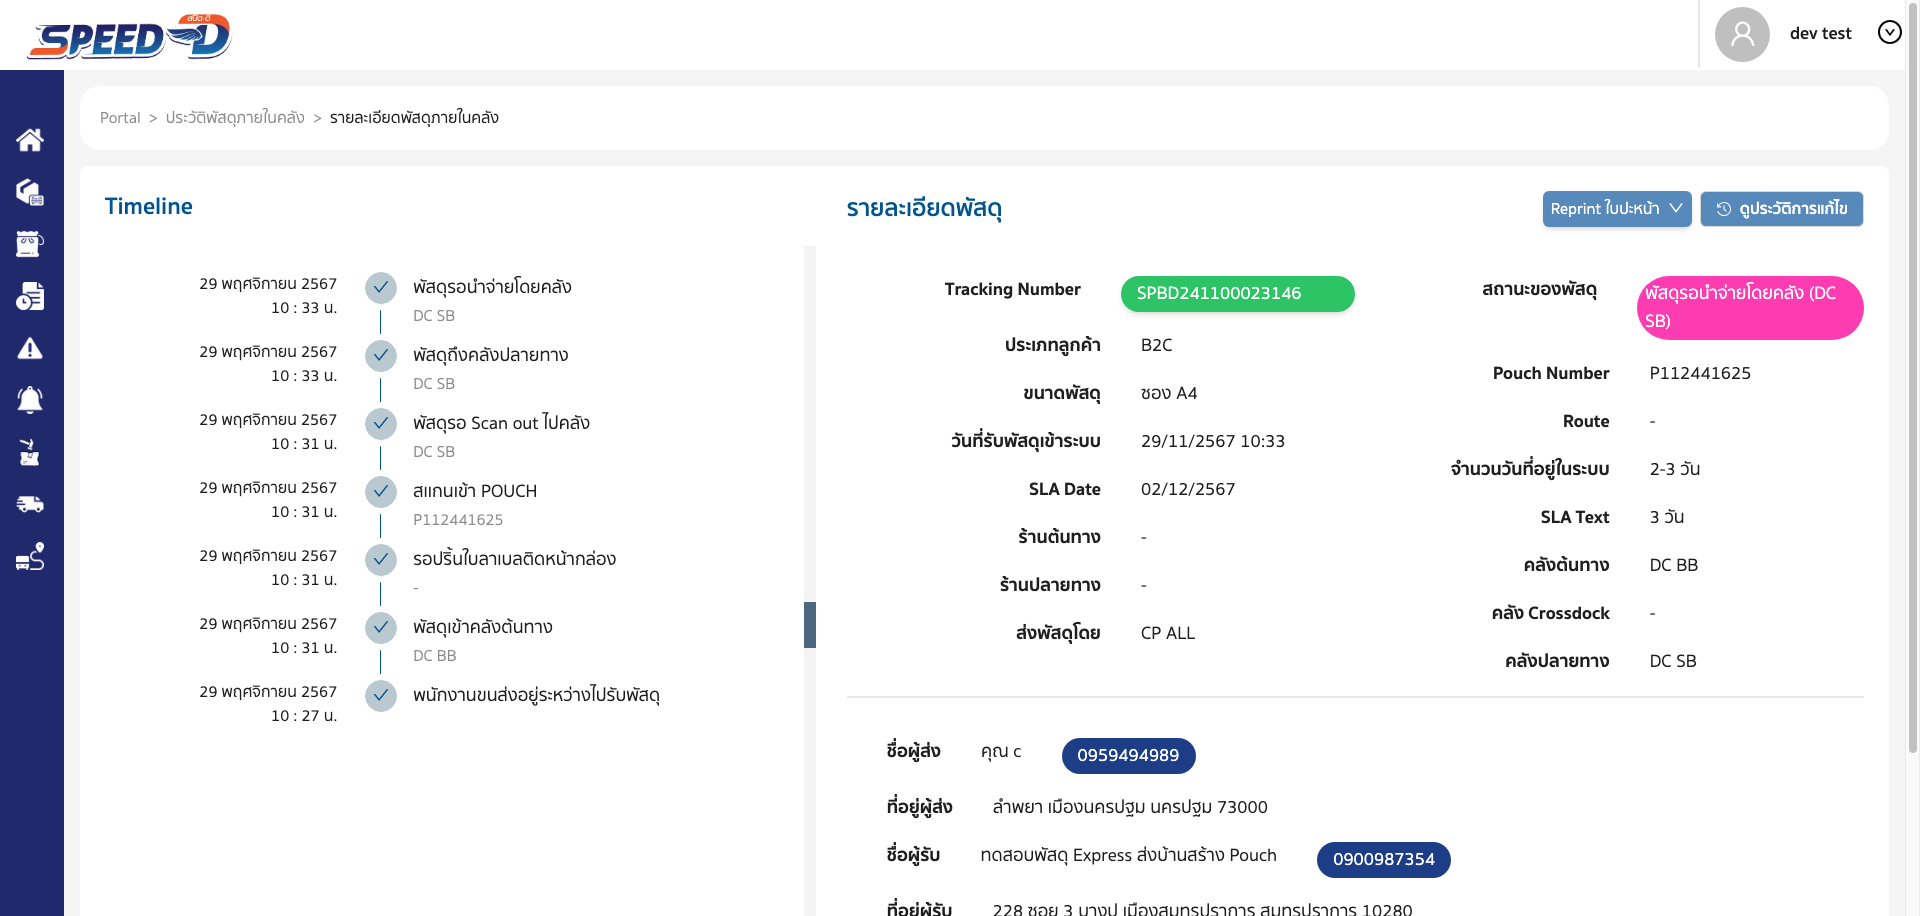 สปีด-ดี
SPEED-D
dev test
Portal > ประวัติพัสดุภายในคลัง > รายละเอียดพัสดุภายในคลัง
Timeline
29 พฤศจิกายน 2567
10 : 33 น.
พัสดุรอนำจ่ายโดยคลัง
DC SB
29 พฤศจิกายน 2567
10 : 33 น.
พัสดุถึงคลังปลายทาง
DC SB
29 พฤศจิกายน 2567
10 : 31 น.
พัสดุรอ Scan out ไปคลัง
DC SB
29 พฤศจิกายน 2567
10 : 31 น.
สแกนเข้า POUCH
P112441625
29 พฤศจิกายน 2567
10 : 31 น.
รอปริ้นใบลาเบลติดหน้ากล่อง
-
29 พฤศจิกายน 2567
10 : 31 น.
พัสดุเข้าคลังต้นทาง
DC BB
29 พฤศจิกายน 2567
10 : 27 น.
พนักงานขนส่งอยู่ระหว่างไปรับพัสดุ
รายละเอียดพัสดุ
Reprint ใบปะหน้า
ดูประวัติการแก้ไข
Tracking Number SPBD241100023146
ประเภทลูกค้า B2C
ขนาดพัสดุ ซอง A4
วันที่รับพัสดุเข้าระบบ 29/11/2567 10:33
SLA Date 02/12/2567
ร้านต้นทาง -
ร้านปลายทาง -
ส่งพัสดุโดย CP ALL
สถานะของพัสดุ พัสดุรอนำจ่ายโดยคลัง (DC
SB)
Pouch Number P112441625
Route -
จำนวนวันที่อยู่ในระบบ 2-3 วัน
SLA Text 3 วัน
คลังต้นทาง DC BB
คลัง Crossdock -
คลังปลายทาง DC SB
ชื่อผู้ส่ง คุณ c 0959494989
ที่อยู่ผู้ส่ง ลำพยา เมืองนครปฐม นครปฐม 73000
ชื่อผู้รับ ทดสอบพัสดุ Express ส่งบ้านสร้าง Pouch 0900987354
ที่อยู่ผู้รับ 228 ซอย 3 บางปู เมืองสมุทรปราการ สมุทรปราการ 10280